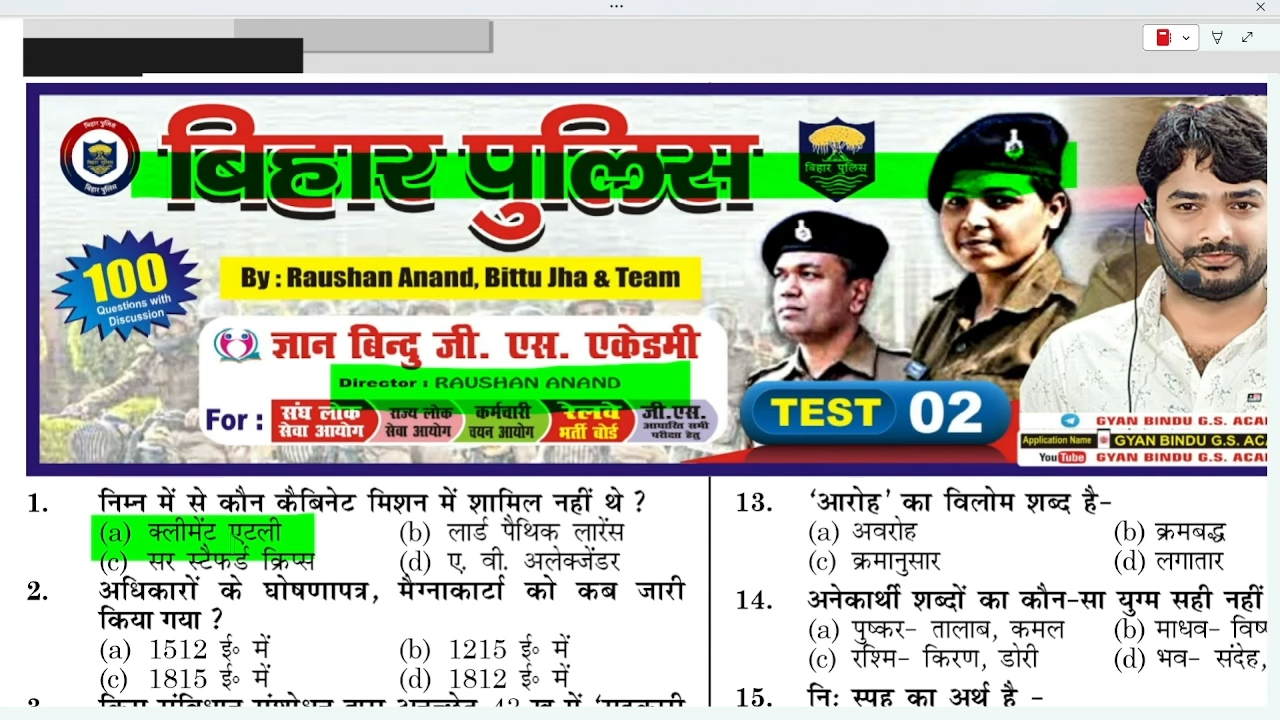 बिहार पुलिस
बिहार पुलिस
बिहार पुलिस
बिहार पुलिस
100
Questions with
Discussion
By : Raushan Anand, Bittu Jha & Team
ज्ञान बिन्दु जी. एस. एकेडमी
Director : RAUSHAN ANAND
For :
संघ लोक
सेवा आयोग
राज्य लोक
सेवा आयोग
कर्मचारी
चयन आयोग
रेलवे
भर्ती बोर्ड
जी.एस.
आधारित सभी
परीक्षा हेतु
TEST 02
GYAN BINDU G.S. ACA
Application Name GYAN BINDU G.S. AC
YouTube GYAN BINDU G.S. ACA
1. निम्न में से कौन कैबिनेट मिशन में शामिल नहीं थे ?
(a) क्लीमेंट एटली (b) लार्ड पैथिक लारेंस
(c) सर स्टैफर्ड क्रिप्स (d) ए. वी. अलेक्जेंडर
2. अधिकारों के घोषणापत्र, मैग्नाकार्टा को कब जारी
किया गया ?
(a) 1512 ई॰ में (b) 1215 ई॰ में
(c) 1815 ई॰ में (d) 1812 ई॰ में
13. ‘आरोह’ का विलोम शब्द है-
(a) अवरोह (b) क्रमबद्ध
(c) क्रमानुसार (d) लगातार
14. अनेकार्थी शब्दों का कौन-सा युग्म सही नहीं
(a) पुष्कर- तालाब, कमल (b) माधव- विष
(c) रश्मि- किरण, डोरी (d) भव- संदेह,
15. नि: स्पृह का अर्थ है -